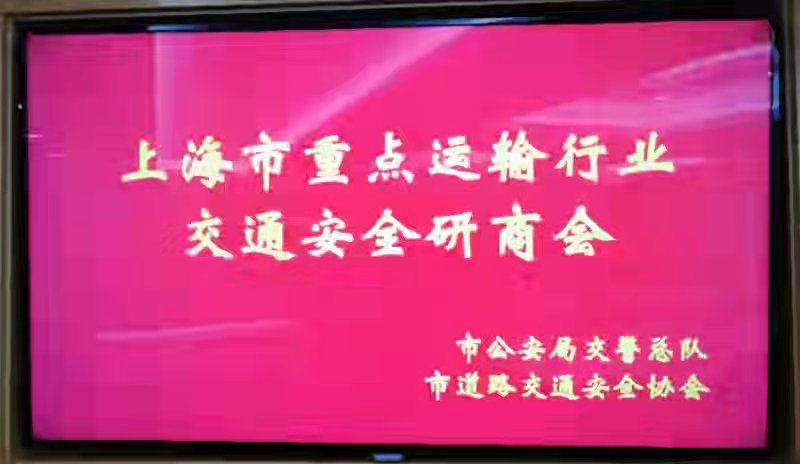 上海市重点运输行业
交通安全研商会
市公安局交警总队
市道路交通安全协会